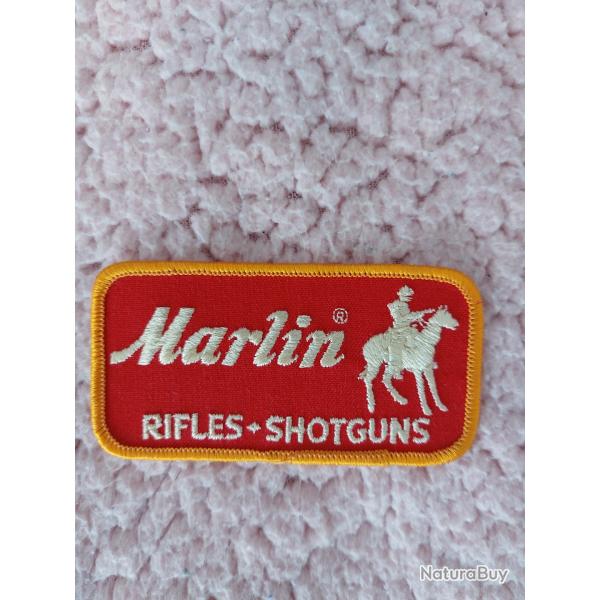 Marlin®
RIFLES + SHOTGUNS
NaturaBuy